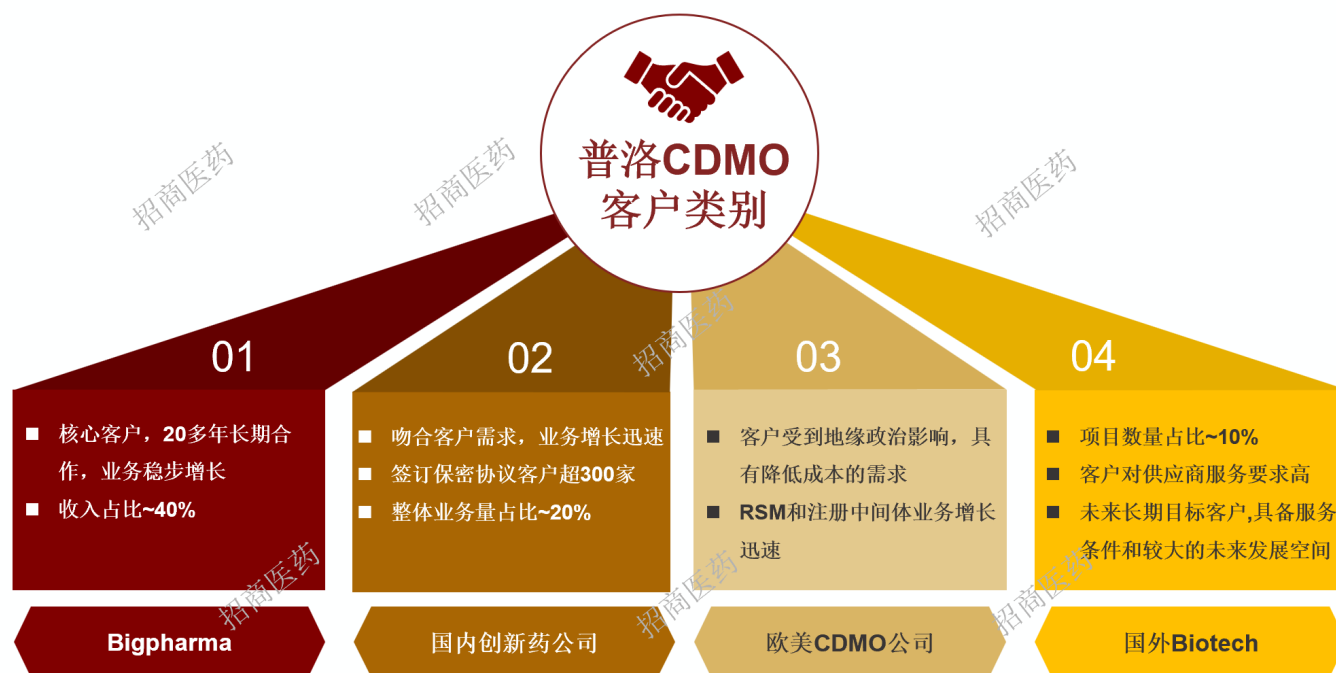 普洛CDMO
客户类别
招商医药
招商医药
招商医药
招商医药
01
02
03
04
核心客户，20多年长期合
作，业务稳步增长
收入占比~40%
吻合客户需求，业务增长迅速
签订保密协议客户超300家
整体业务量占比~20%
客户受到地缘政治影响，具
有降低成本的需求
RSM和注册中间体业务增长
迅速
项目数量占比~10%
客户对供应商服务要求高
未来长期目标客户,具备服务
条件和较大的未来发展空间
招商医药
招商医药
招商医药
Bigpharma
国内创新药公司
欧美CDMO公司
国外Biotech